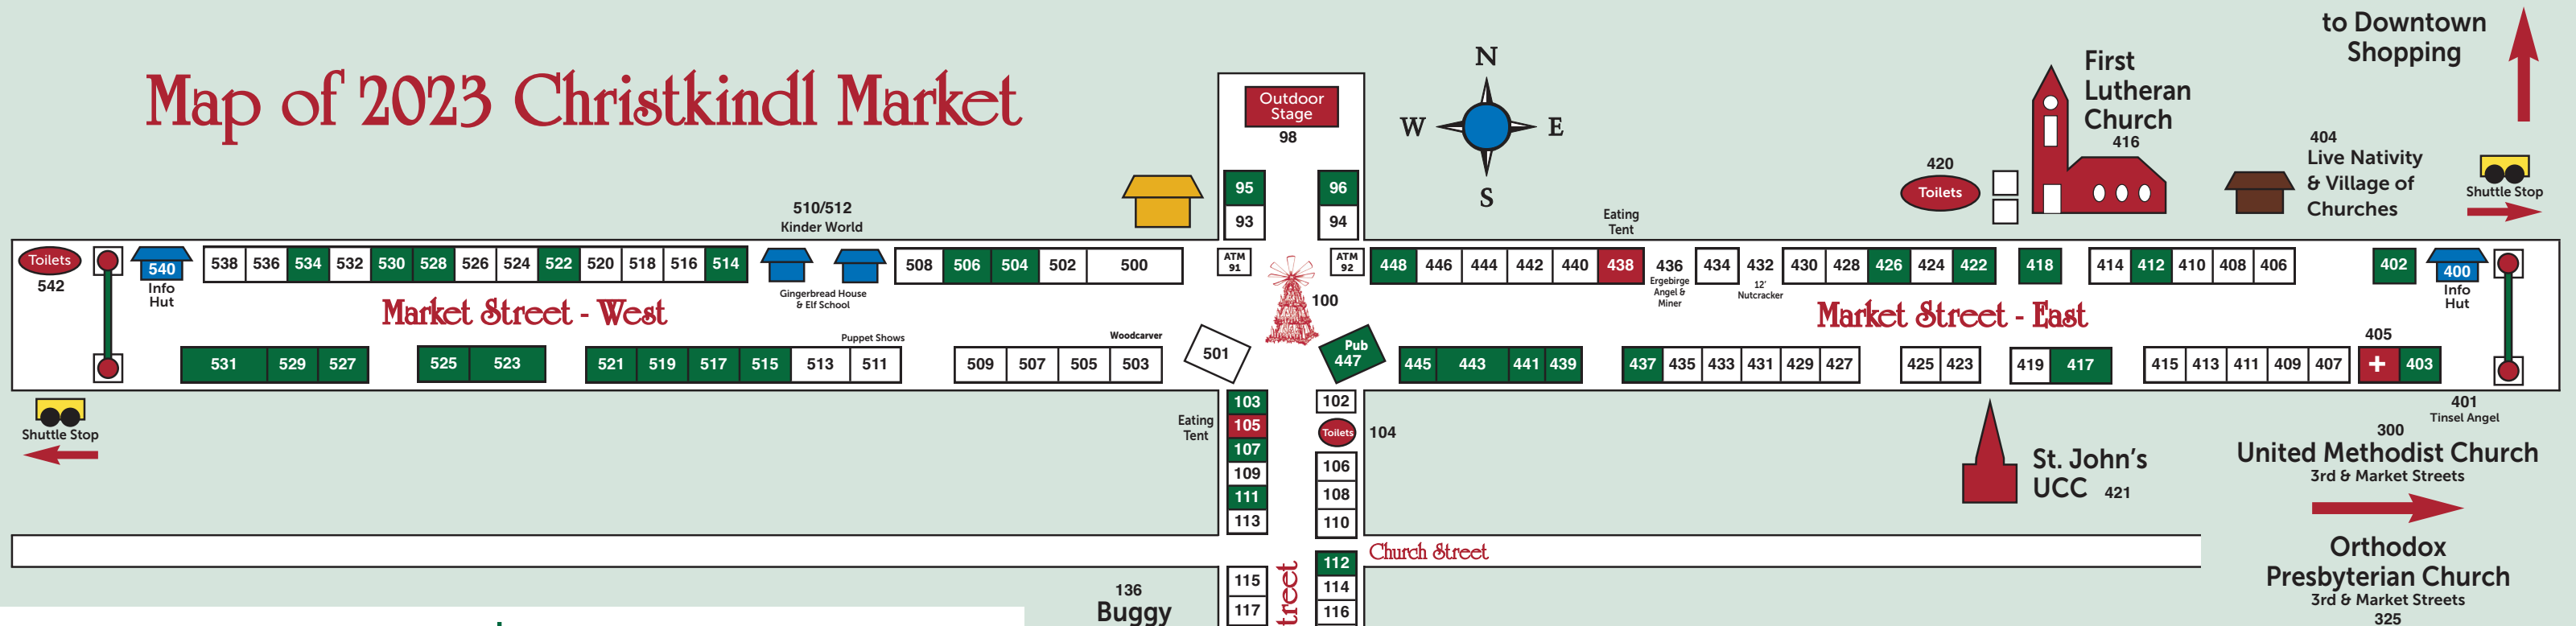 Map of 2023 Christkindl Market
Outdoor
Stage
98
95
96
93
94
N
W
E
S
to Downtown
Shopping
First
Lutheran
Church
416
420
Toilets
404
Live Nativity
& Village of
Churches
Shuttle Stop
510/512
Kinder World
Eating
Tent
Toilets
542
540
Info
Hut
538 536 534 532 530 528 526 524 522 520 518 516 514
Gingerbread House
& Elf School
508 506 504 502 500
ATM
91
ATM
92
100
448 446 444 442 440 438
436
Ergebirge
Angel &
Miner
434
432
12'
Nutcracker
430 428 426 424 422
418
414 412 410 408 406
402
400
Info
Hut
Market Street - West
Market Street - East
Puppet Shows
Woodcarver
531 529 527
525 523
521 519 517 515 513 511
509 507 505 503
501
Pub
447
445 443 441 439
437 435 433 431 429 427
425 423
419 417
415 413 411 409 407
405
+ 403
401
Tinsel Angel
Shuttle Stop
Eating
Tent
103
105
107
109
111
113
102
Toilets
104
106
108
110
St. John's
UCC 421
300
United Methodist Church
3rd & Market Streets
Orthodox
Presbyterian Church
3rd & Market Streets
325
Church Street
112
114
116
115
117
treet
136
Buggy